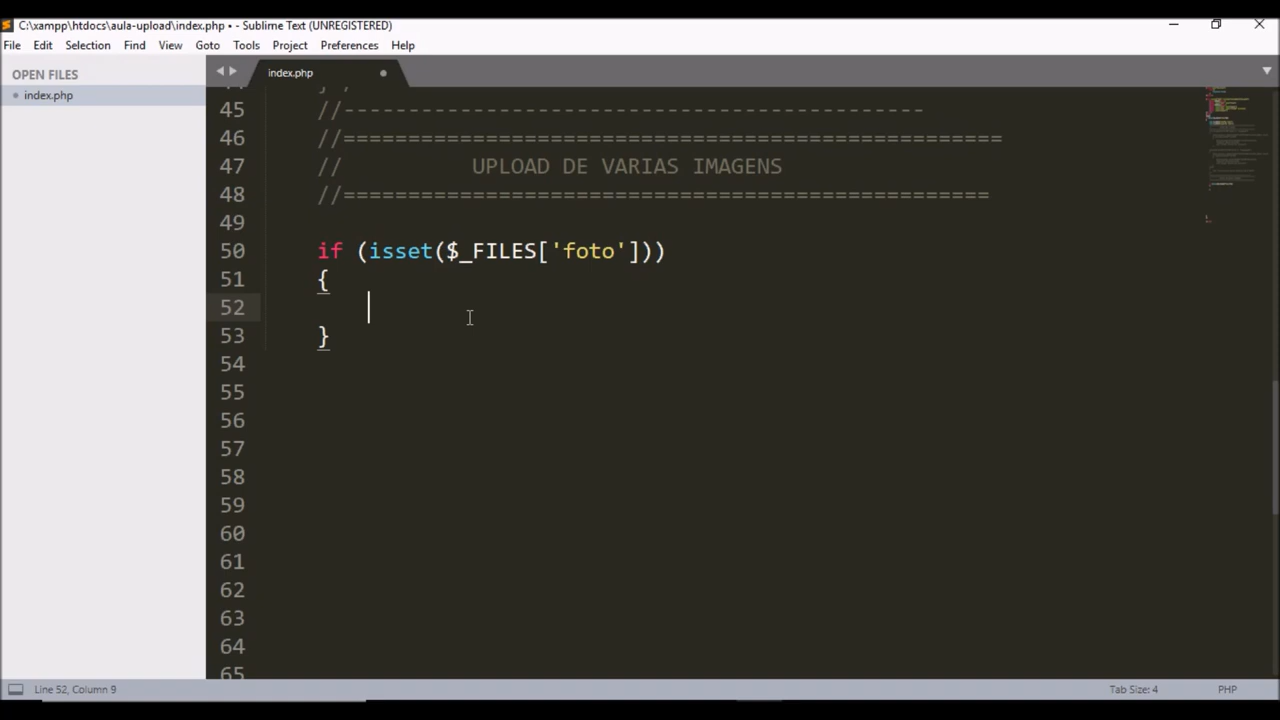 C:\xampp\htdocs\aula-upload\index.php • - Sublime Text (UNREGISTERED)
File Edit Selection Find View Goto Tools Project Preferences Help
OPEN FILES
index.php
index.php
45 //---------------------------------------------
46 //===================================================
47 // UPLOAD DE VARIAS IMAGENS
48 //==================================================
49
50 if (isset($_FILES['foto']))
51 {
52
53 }
54
55
56
57
58
59
60
61
62
63
64
65
Line 52, Column 9
Tab Size: 4
PHP